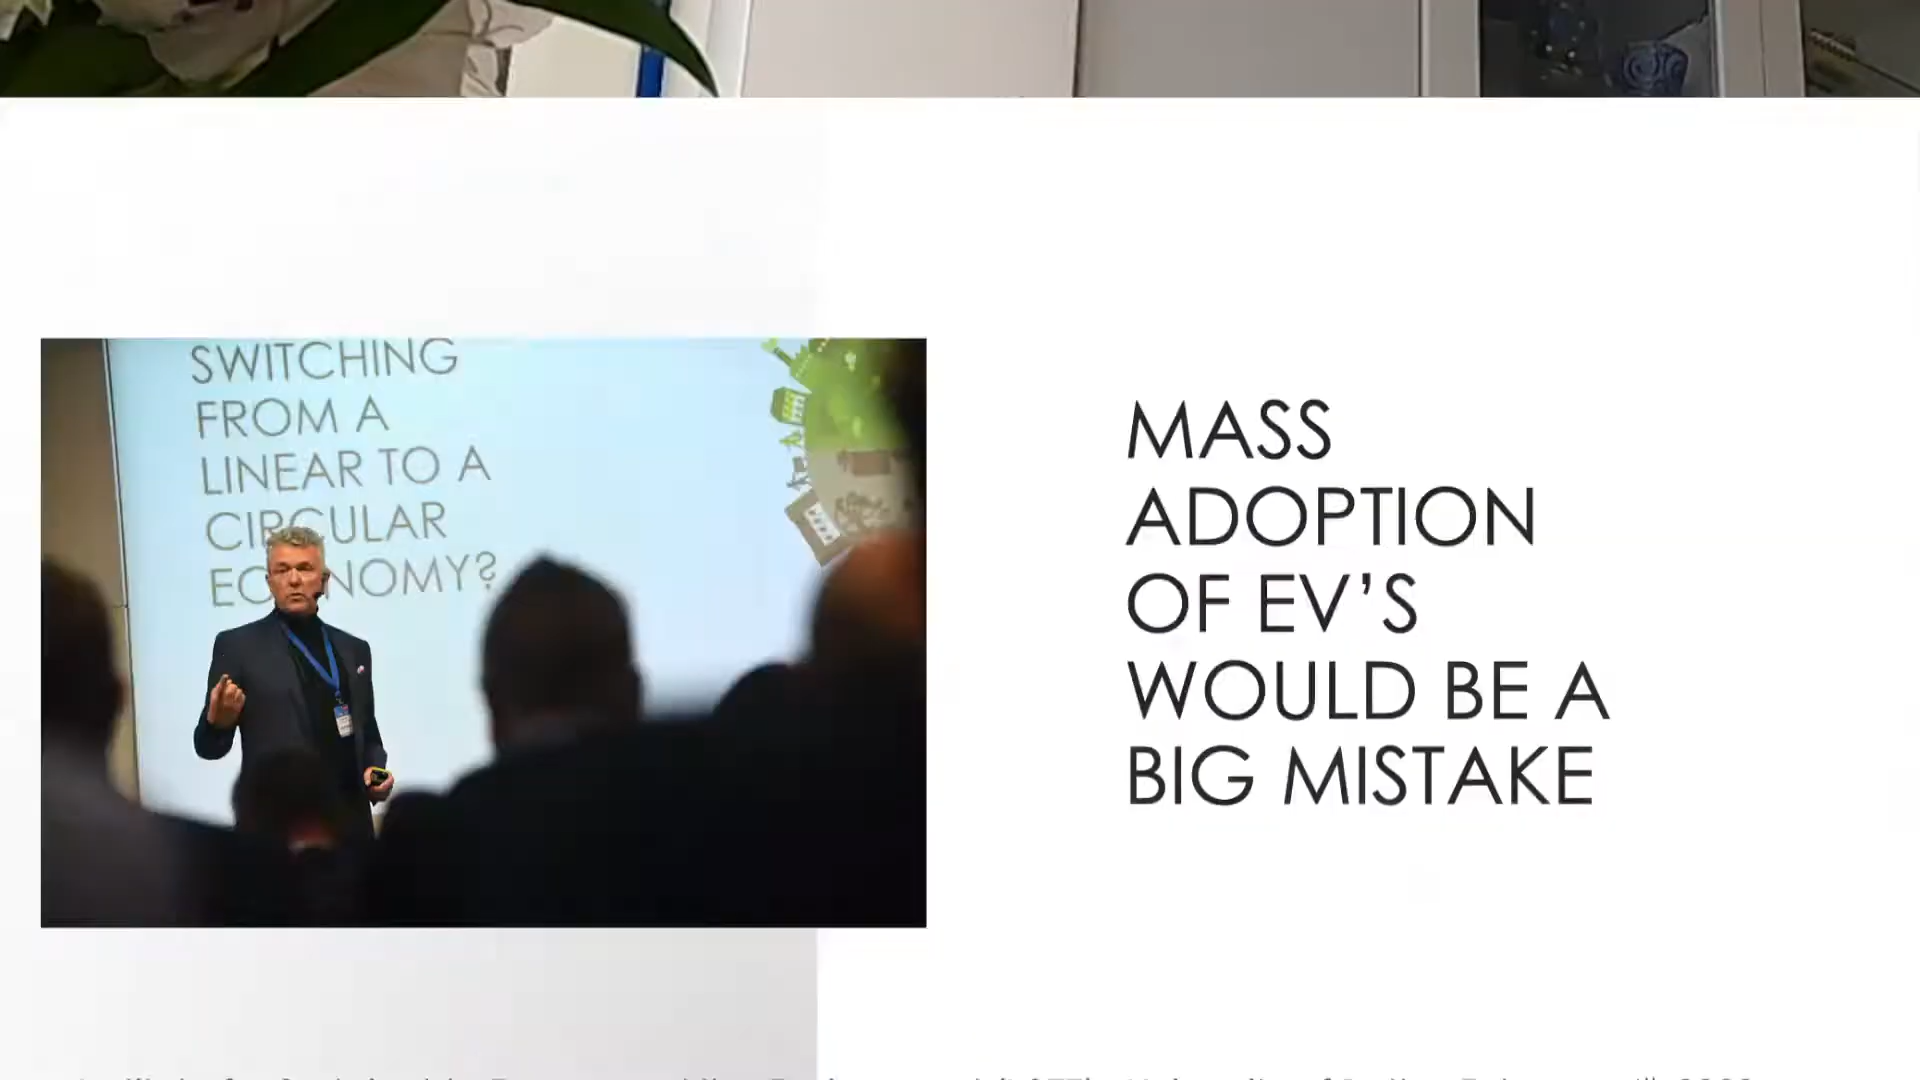 SWITCHING
FROM A
LINEAR TO A
CIRCULAR
ECONOMY?
MASS
ADOPTION
OF EV’S
WOULD BE A
BIG MISTAKE